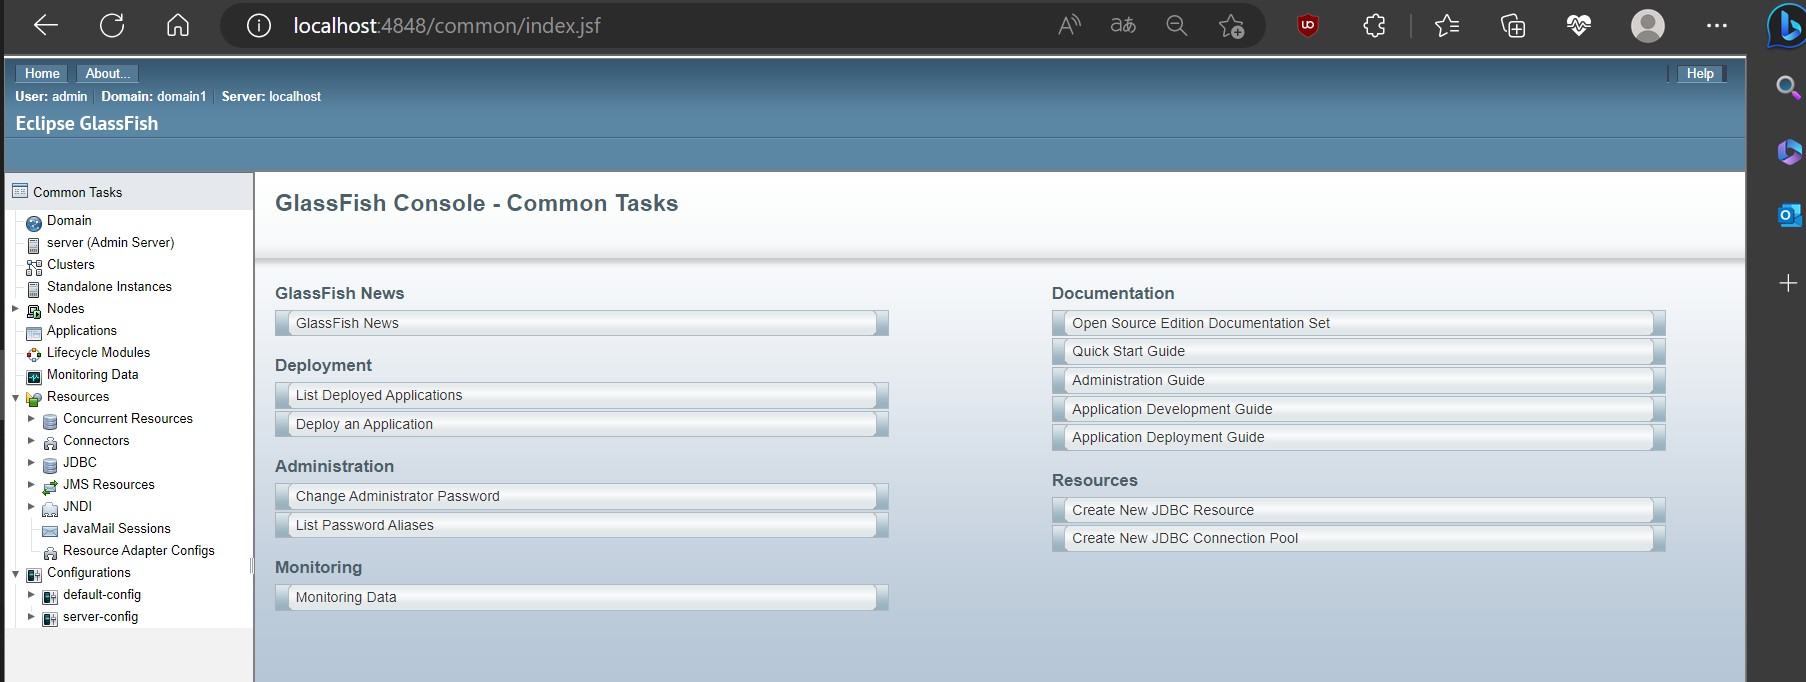 localhost:4848/common/index.jsf
A
aあ
UD
Home About... Help
User: admin Domain: domain1 Server: localhost
Eclipse GlassFish
Common Tasks
Domain
server (Admin Server)
Clusters
Standalone Instances
Nodes
Applications
Lifecycle Modules
Monitoring Data
Resources
Concurrent Resources
Connectors
JDBC
JMS Resources
JNDI
JavaMail Sessions
Resource Adapter Configs
Configurations
default-config
server-config
GlassFish Console - Common Tasks
GlassFish News
GlassFish News
Deployment
List Deployed Applications
Deploy an Application
Administration
Change Administrator Password
List Password Aliases
Monitoring
Monitoring Data
Documentation
Open Source Edition Documentation Set
Quick Start Guide
Administration Guide
Application Development Guide
Application Deployment Guide
Resources
Create New JDBC Resource
Create New JDBC Connection Pool